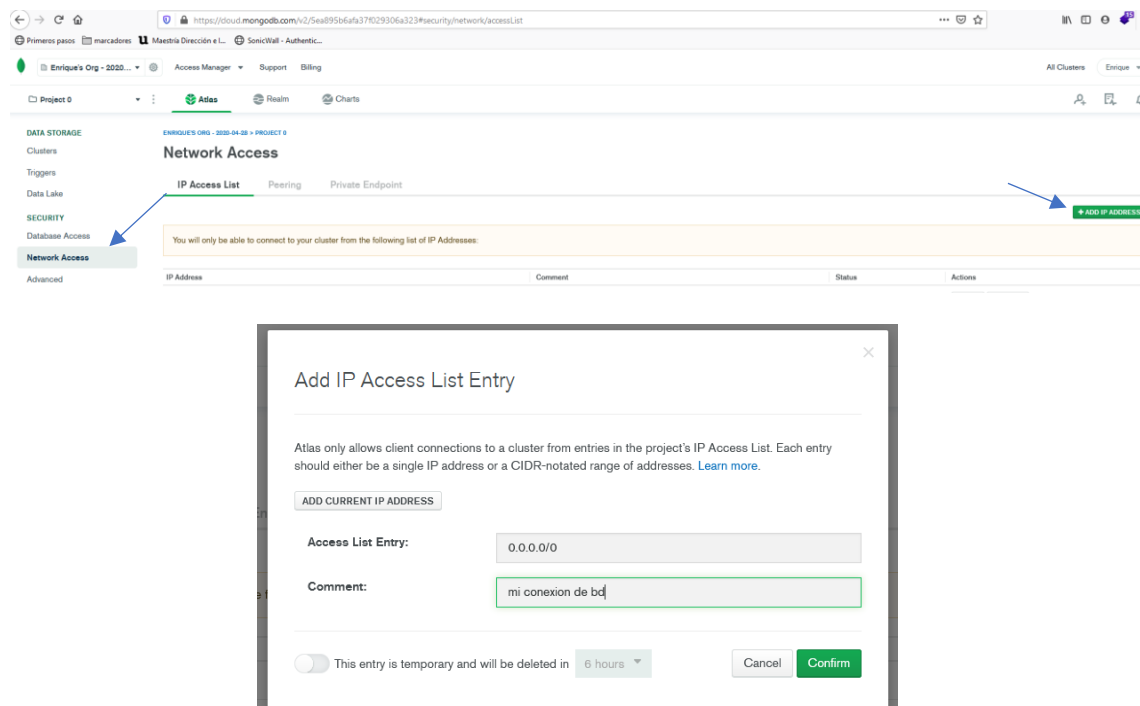 https://cloud.mongodb.com/v2/5ea895b6afa37f029306a323#security/network/accessList
Primeros pasos marcadores Maestría Dirección e I... SonicWall - Authentic...
Enrique's Org - 2020... Access Manager Support Billing All Clusters Enrique
Project 0 Atlas Realm Charts
DATA STORAGE
Clusters
Triggers
Data Lake
SECURITY
Database Access
Network Access
Advanced
ENRIQUE'S ORG - 2020-04-28 > PROJECT 0
Network Access
IP Access List Peering Private Endpoint
+ ADD IP ADDRESS
You will only be able to connect to your cluster from the following list of IP Addresses:
IP Address Comment Status Actions
Add IP Access List Entry
Atlas only allows client connections to a cluster from entries in the project's IP Access List. Each entry
should either be a single IP address or a CIDR-notated range of addresses. Learn more.
ADD CURRENT IP ADDRESS
Access List Entry: 0.0.0.0/0
Comment: mi conexion de bd
This entry is temporary and will be deleted in 6 hours Cancel Confirm